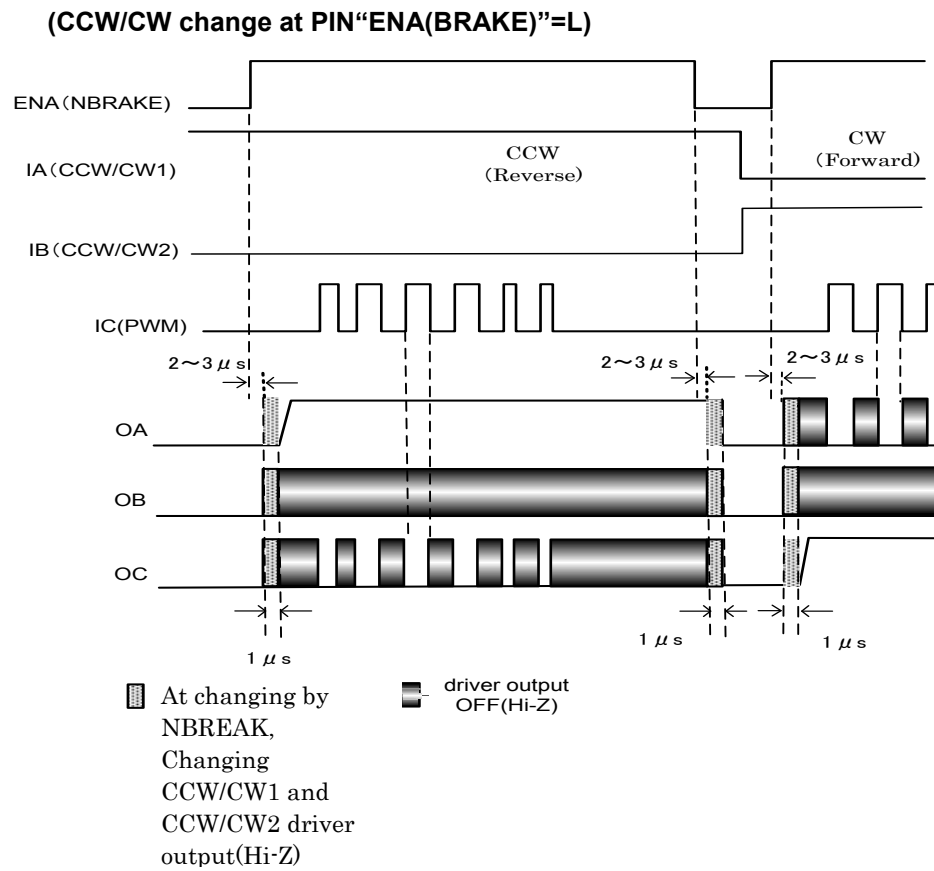 (CCW/CW change at PIN“ENA(BRAKE)”=L)
ENA(NBRAKE)
IA(CCW/CW1)
CCW
(Reverse)
CW
(Forward)
IB(CCW/CW2)
IC(PWM)
2～3μs
2～3μs
2～3μs
OA
OB
OC
1μs
1μs
1μs
At changing by
NBREAK,
Changing
CCW/CW1 and
CCW/CW2 driver
output(Hi-Z)
driver output
OFF(Hi-Z)